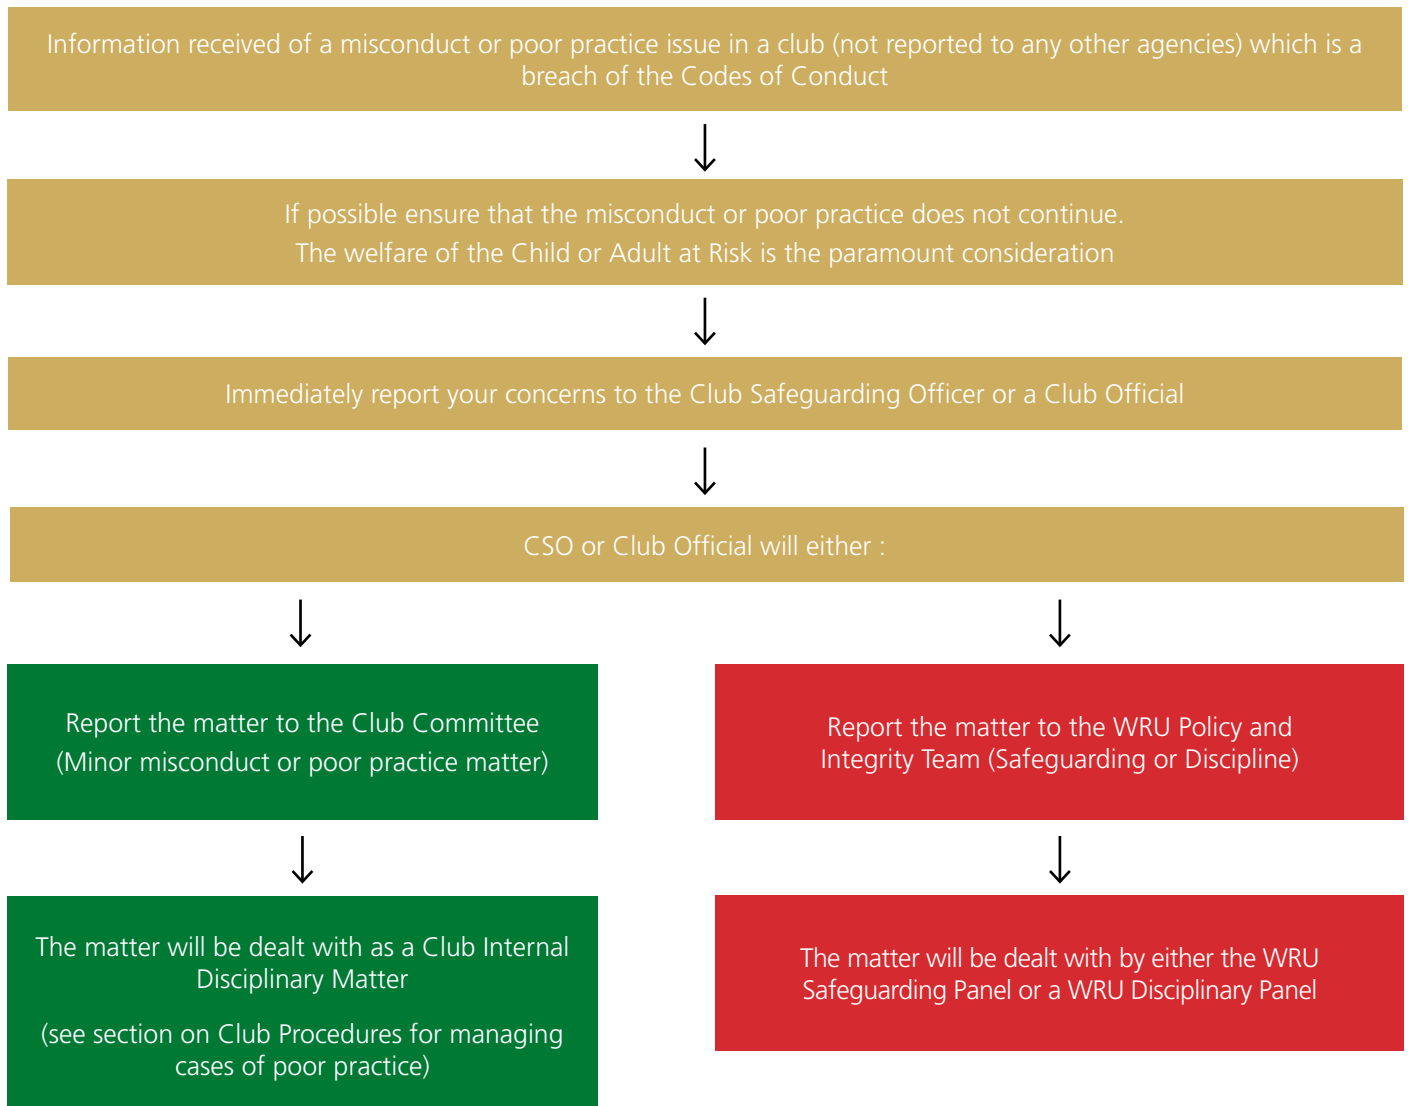 Information received of a misconduct or poor practice issue in a club (not reported to any other agencies) which is a
breach of the Codes of Conduct
If possible ensure that the misconduct or poor practice does not continue.
The welfare of the Child or Adult at Risk is the paramount consideration
Immediately report your concerns to the Club Safeguarding Officer or a Club Official
CSO or Club Official will either :
Report the matter to the Club Committee
(Minor misconduct or poor practice matter)
Report the matter to the WRU Policy and
Integrity Team (Safeguarding or Discipline)
The matter will be dealt with as a Club Internal
Disciplinary Matter
(see section on Club Procedures for managing
cases of poor practice)
The matter will be dealt with by either the WRU
Safeguarding Panel or a WRU Disciplinary Panel